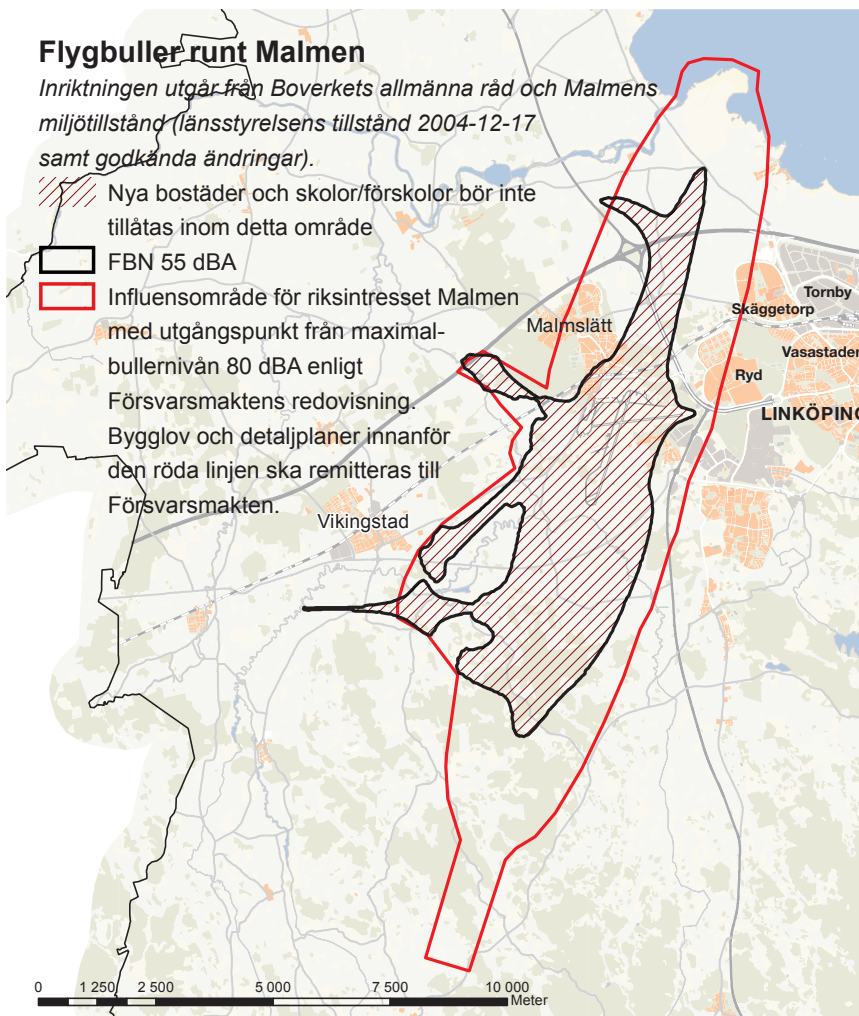 Flygbuller runt Malmen
Inriktningen utgår från Boverkets allmänna råd och Malmens
miljötillstånd (länsstyrelsens tillstånd 2004-12-17
samt godkända ändringar).
Nya bostäder och skolor/förskolor bör inte
tillåtas inom detta område
FBN 55 dBA
Influensområde för riksintresset Malmen
med utgångspunkt från maximal-
bullernivån 80 dBA enligt
Försvarsmaktens redovisning.
Bygglov och detaljplaner innanför
den röda linjen ska remitteras till
Försvarsmakten.
Malmslätt
Skäggetorp
Tornby
Vasastaden
Ryd
LINKÖPING
Vikingstad
0 1 250 2 500 5 000 7 500 10 000
Meter